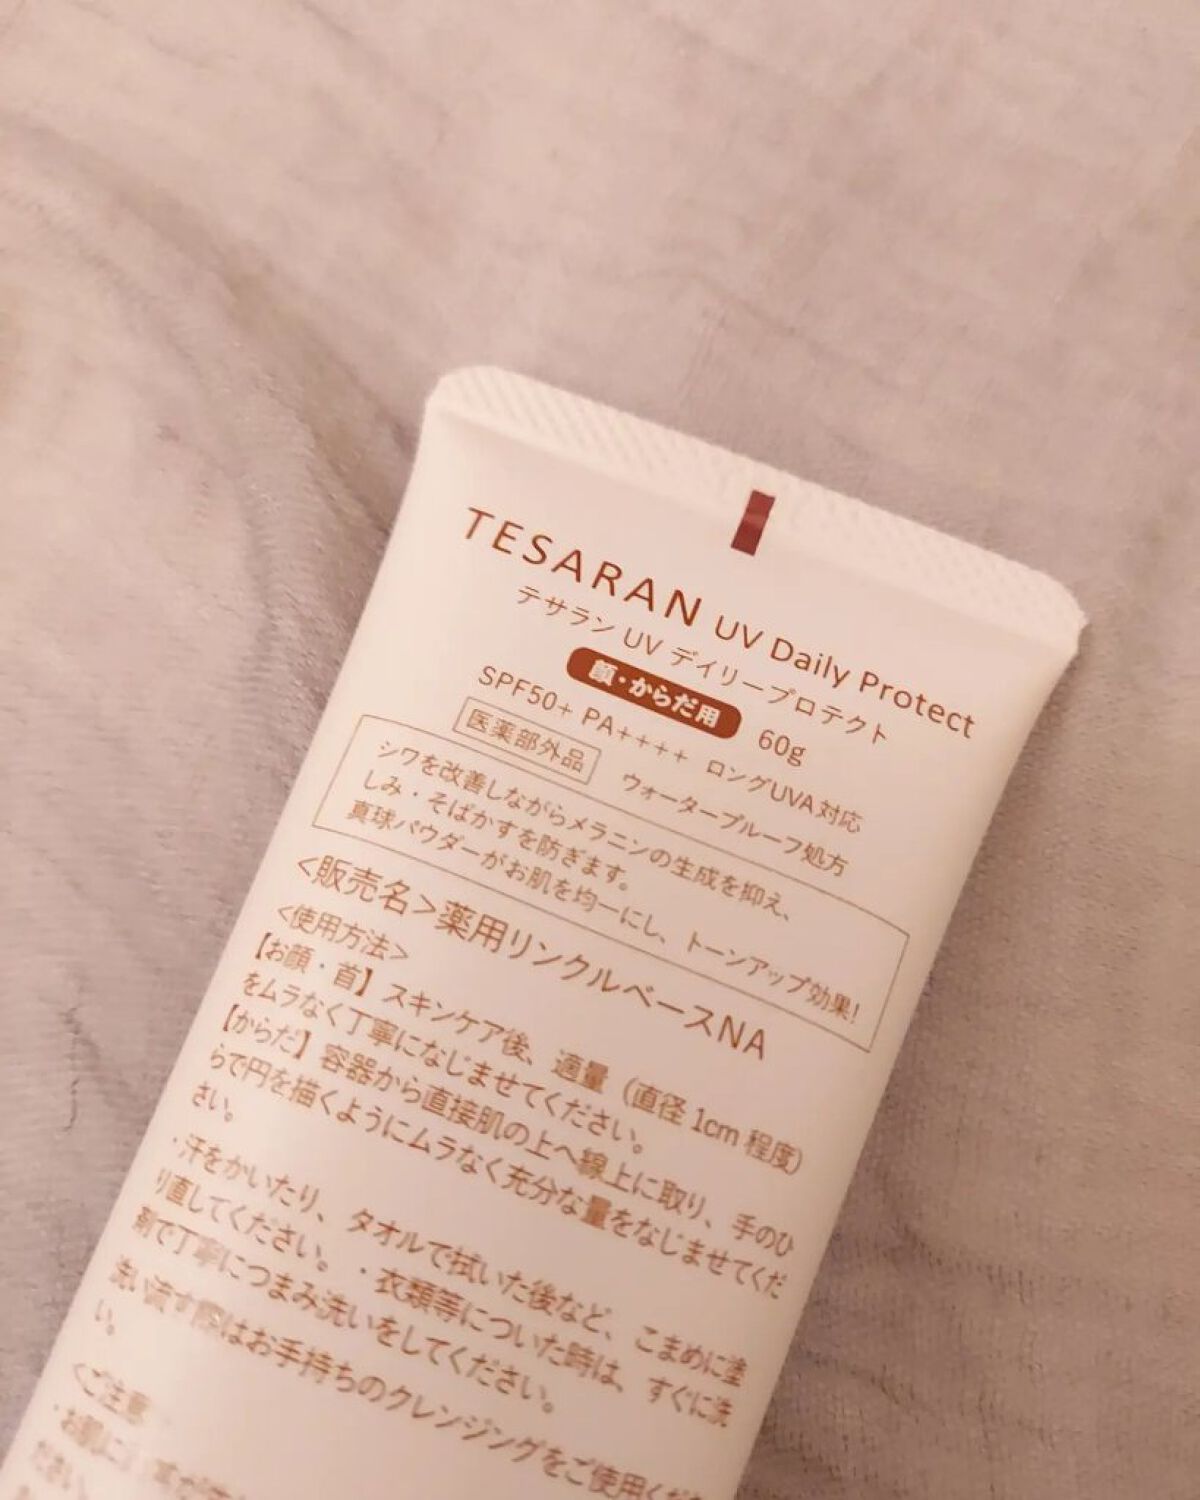 TESARAN UV Daily Protect
テサラン UV デイリープロテクト
顔・からだ用 60g
SPF50+ PA++++ ロングUVA対応
医薬部外品 ウォータープルーフ処方
シワを改善しながらメラニンの生成を抑え、
しみ・そばかすを防ぎます。
真球パウダーがお肌を均一にし、トーンアップ効果!
<販売名>薬用リンクルベースNA
<使用方法>
【お顔・首】スキンケア後、適量（直径1cm程度）
をムラなく丁寧になじませてください。
【からだ】容器から直接肌の上へ線上に取り、手のひ
らで円を描くようにムラなく充分な量をなじませてくだ
さい。
・汗をかいたり、タオルで拭いた後など、こまめに塗
り直してください。・衣類等についた時は、すぐに洗
剤で丁寧につまみ洗いをしてください。
洗い流す際はお手持ちのクレンジングをご使用くださ
い。
<ご注意
・お肌に
ださい。